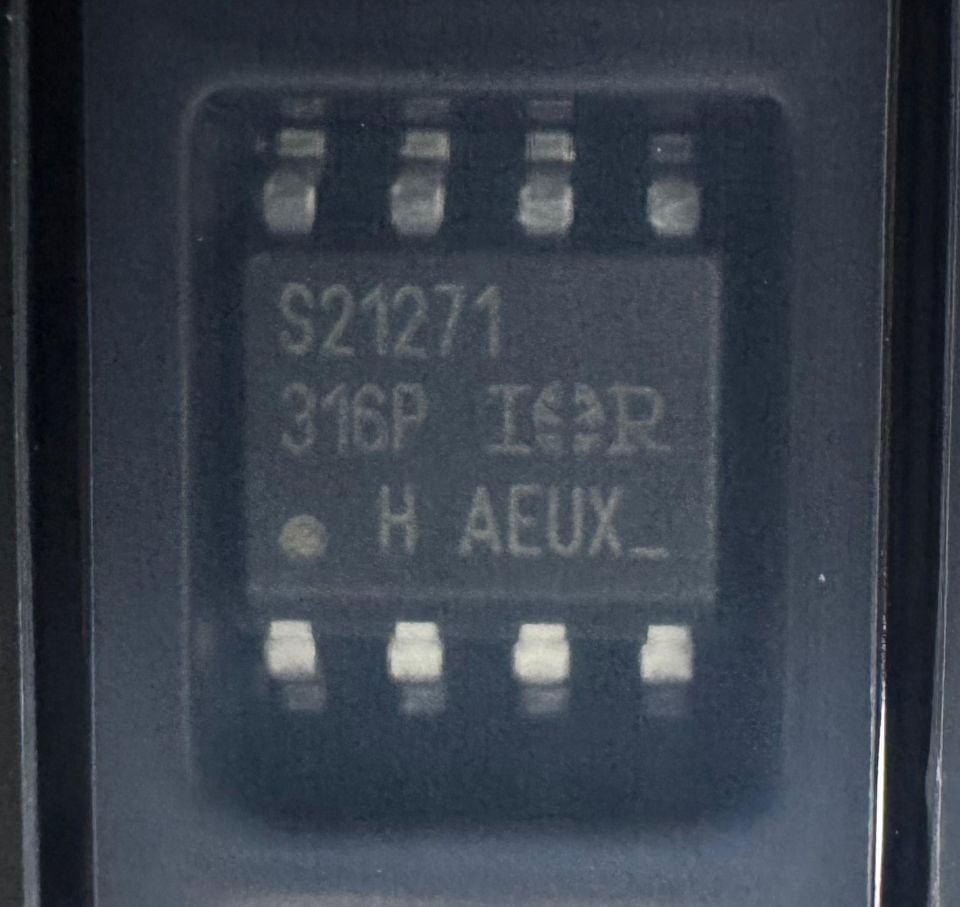 S21271
316P IOR
H AEUX_